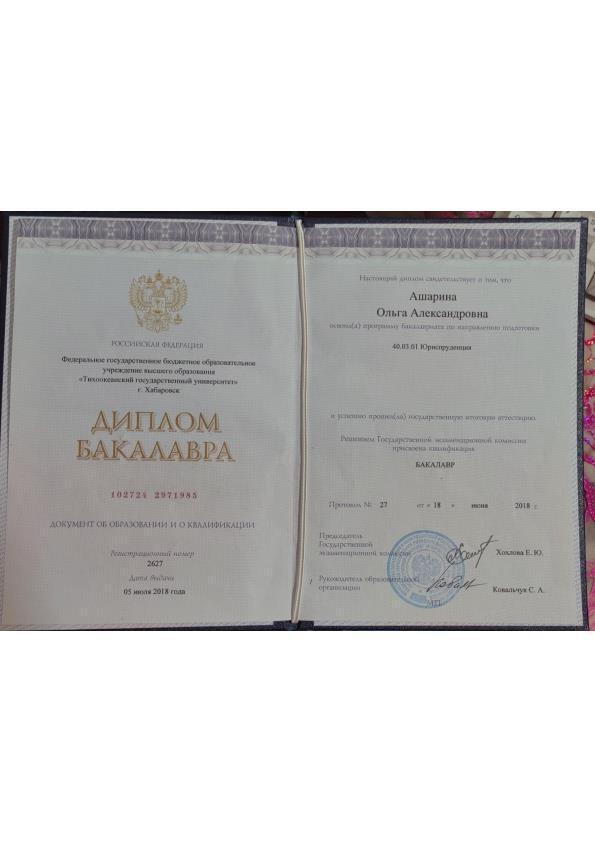 РОССИЙСКАЯ ФЕДЕРАЦИЯ
Федеральное государственное бюджетное образовательное
учреждение высшего образования
«Тихоокеанский государственный университет»
г. Хабаровск
ДИПЛОМ
БАКАЛАВРА
102724 2971985
ДОКУМЕНТ ОБ ОБРАЗОВАНИИ И О КВАЛИФИКАЦИИ
Регистрационный номер
2627
Дата выдачи
05 июля 2018 года
Настоящий диплом свидетельствует о том, что
Ашарина
Ольга Александровна
освоил(а) программу бакалавриата по направлению подготовки
40.03.01 Юриспруденция
и успешно прошел(ла) государственную итоговую аттестацию
Решением Государственной экзаменационной комиссии
присвоена квалификация
БАКАЛАВР
Протокол № 27 от « 18 » июня 2018 г.
Председатель
Государственной
экзаменационной комиссии Хохлова Е. Ю.
Руководитель образовательной
организации Ковальчук С. А.
МП